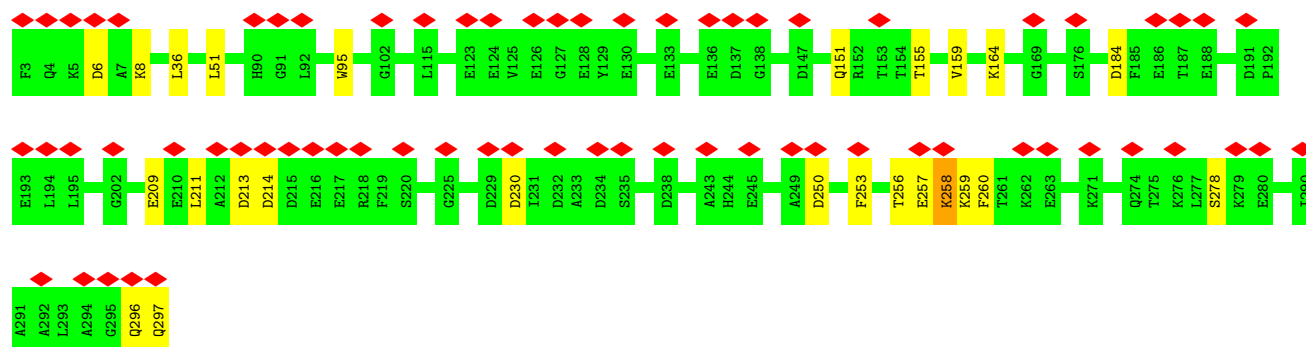 F3 Q4 K5 D6 A7 K8 L36 L51 H90 G91 L92 W95 G102 L115 E123 E124 V125 E126 G127 E128 Y129 E130 E133 E136 D137 G138 D147 Q151 R152 T153 T154 T155 V159 K164 G169 S176 D184 F185 E186 T187 E188 D191 P192
E193 L194 L195 G202 E209 E210 L211 A212 D213 D214 D215 E216 E217 R218 F219 S220 G225 D229 D230 I231 D232 A233 D234 S235 D238 A243 H244 E245 A249 D250 F253 T256 E257 K258 K259 F260 T261 K262 E263 K271 Q274 T275 K276 L277 S278 K279 E280 I290
A291 A292 L293 A294 G295 Q296 Q297